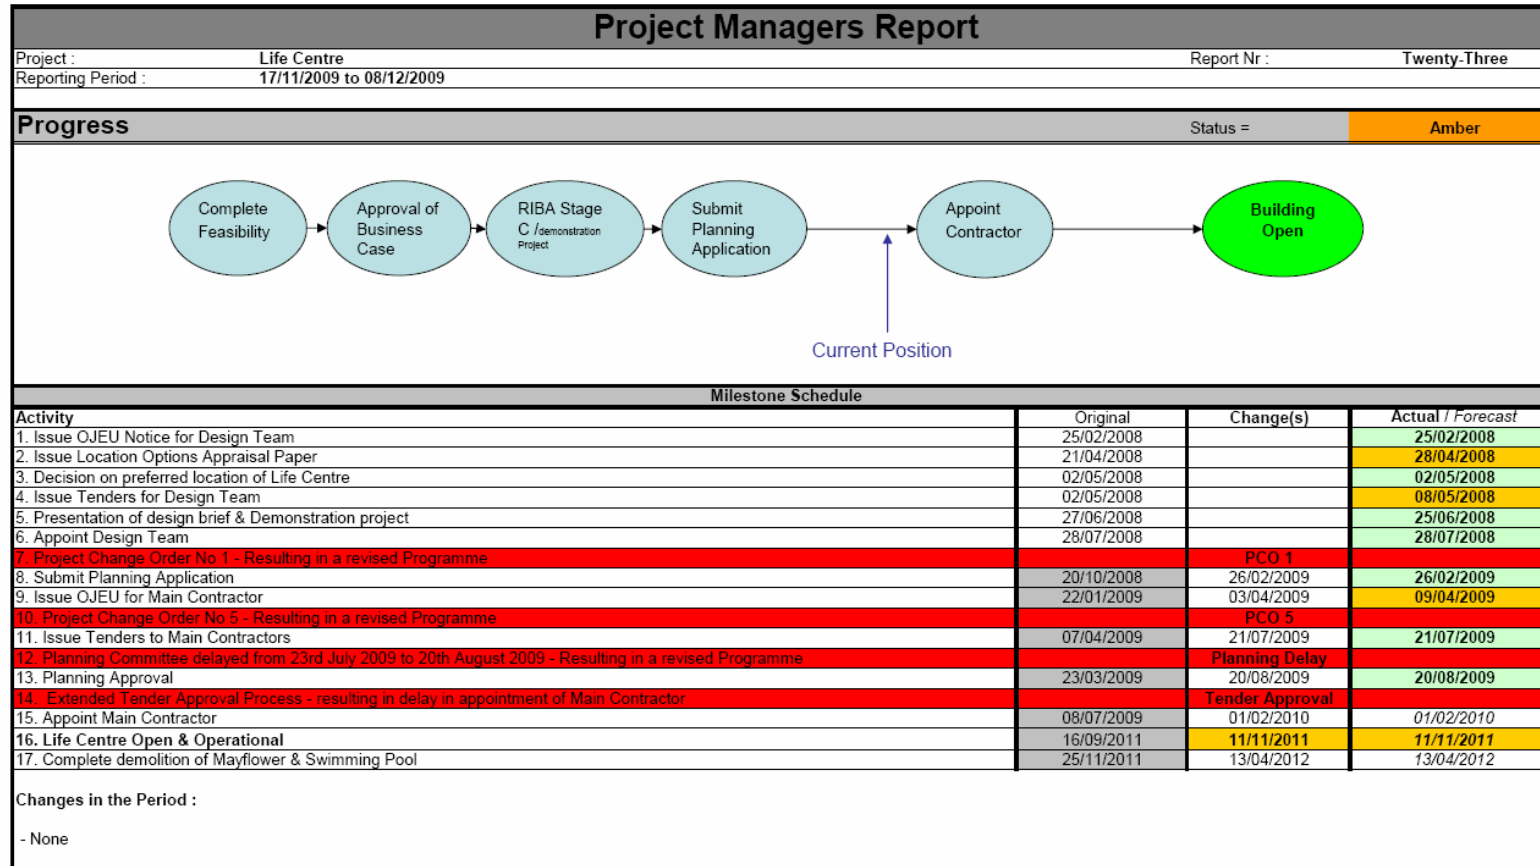 Project Managers Report
Project : Life Centre Report Nr : Twenty-Three
Reporting Period : 17/11/2009 to 08/12/2009
Progress Status = Amber
Complete
Feasibility
Approval of
Business
Case
RIBA Stage
C /demonstration
Project
Submit
Planning
Application
Appoint
Contractor
Building
Open
Current Position
Milestone Schedule
Activity Original Change(s) Actual / Forecast
1. Issue OJEU Notice for Design Team 25/02/2008 25/02/2008
2. Issue Location Options Appraisal Paper 21/04/2008 28/04/2008
3. Decision on preferred location of Life Centre 02/05/2008 02/05/2008
4. Issue Tenders for Design Team 02/05/2008 08/05/2008
5. Presentation of design brief & Demonstration project 27/06/2008 25/06/2008
6. Appoint Design Team 28/07/2008 28/07/2008
7. Project Change Order No 1 - Resulting in a revised Programme PCO 1
8. Submit Planning Application 20/10/2008 26/02/2009 26/02/2009
9. Issue OJEU for Main Contractor 22/01/2009 03/04/2009 09/04/2009
10. Project Change Order No 5 - Resulting in a revised Programme PCO 5
11. Issue Tenders to Main Contractors 07/04/2009 21/07/2009 21/07/2009
12. Planning Committee delayed from 23rd July 2009 to 20th August 2009 - Resulting in a revised Programme Planning Delay
13. Planning Approval 23/03/2009 20/08/2009 20/08/2009
14. Extended Tender Approval Process - resulting in delay in appointment of Main Contractor Tender Approval
15. Appoint Main Contractor 08/07/2009 01/02/2010 01/02/2010
16. Life Centre Open & Operational 16/09/2011 11/11/2011 11/11/2011
17. Complete demolition of Mayflower & Swimming Pool 25/11/2011 13/04/2012 13/04/2012
Changes in the Period :
- None